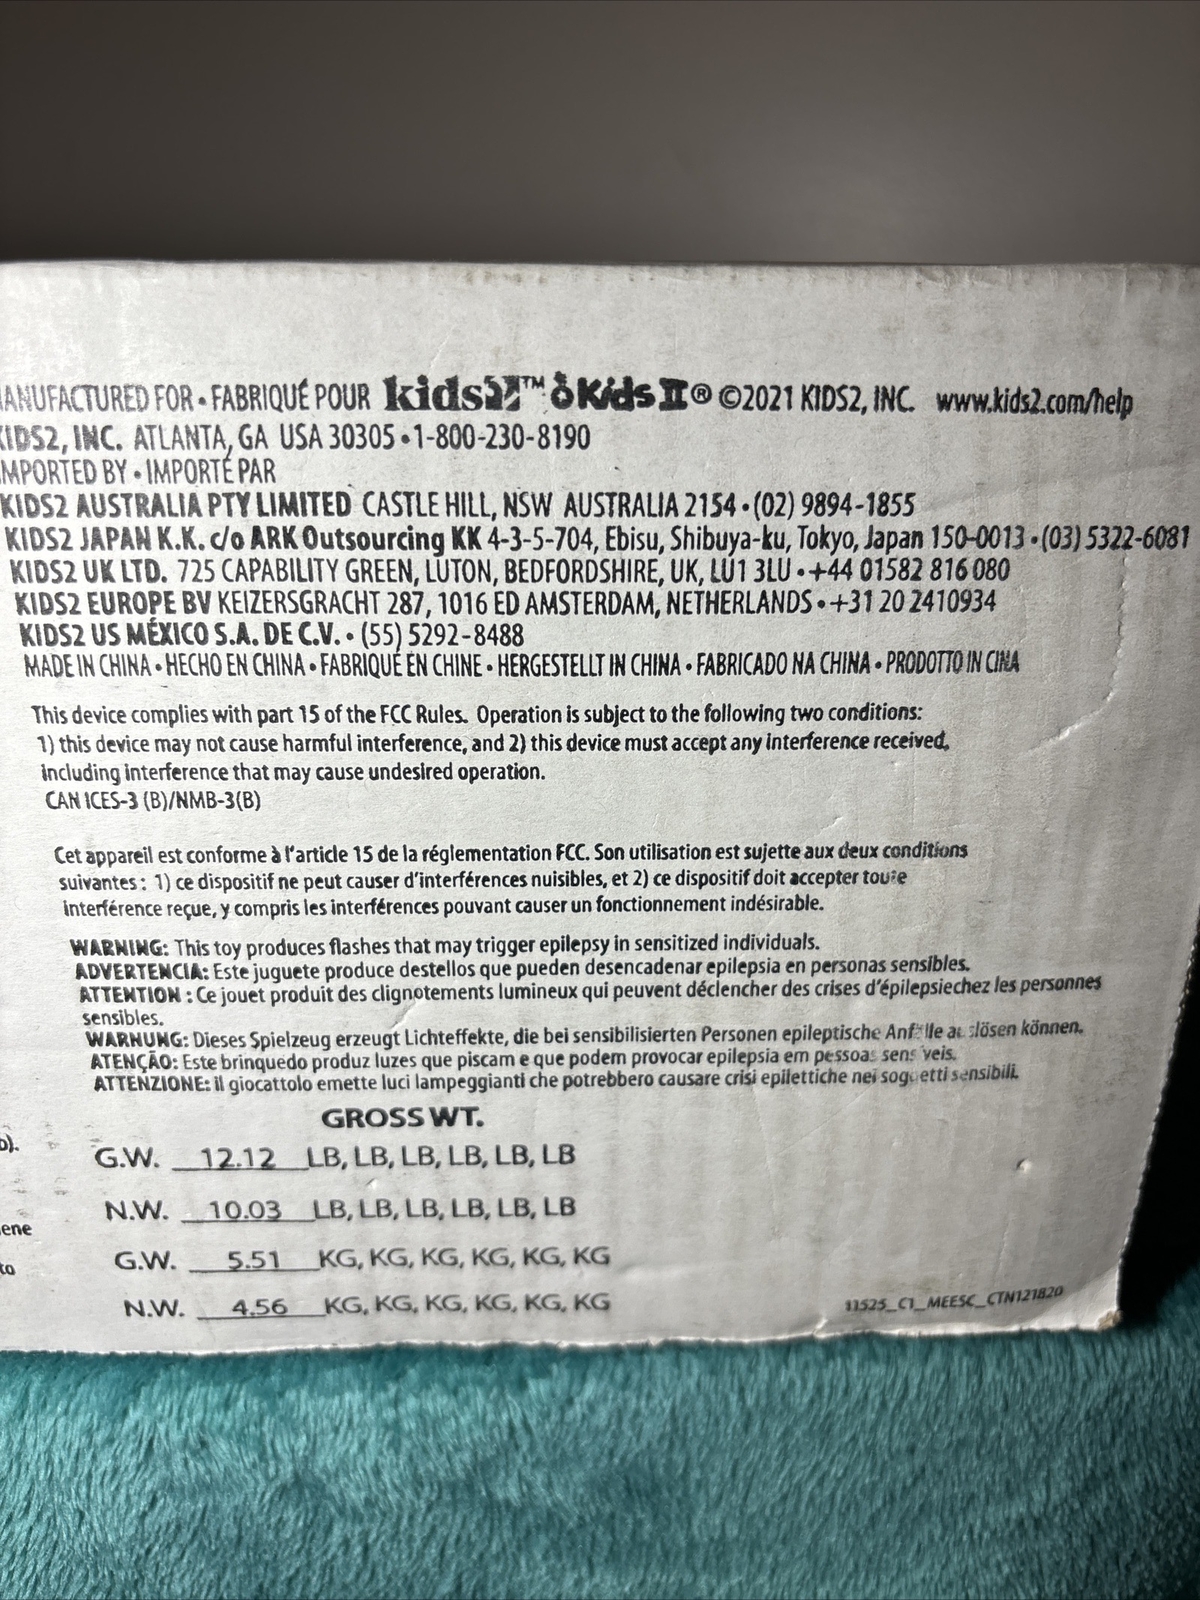 ANUFACTURED FOR • FABRIQUÉ POUR kids2™ Kids II® ©2021 KIDS2, INC. www.kids2.com/help
KIDS2, INC. ATLANTA, GA USA 30305 • 1-800-230-8190
IMPORTED BY • IMPORTÉ PAR
KIDS2 AUSTRALIA PTY LIMITED CASTLE HILL, NSW AUSTRALIA 2154 • (02) 9894-1855
KIDS2 JAPAN K.K. c/o ARK Outsourcing KK 4-3-5-704, Ebisu, Shibuya-ku, Tokyo, Japan 150-0013 • (03) 5322-6081
KIDS2 UK LTD. 725 CAPABILITY GREEN, LUTON, BEDFORDSHIRE, UK, LU1 3LU • +44 01582 816 080
KIDS2 EUROPE BV KEIZERSGRACHT 287, 1016 ED AMSTERDAM, NETHERLANDS • +31 20 2410934
KIDS2 US MÉXICO S.A. DE C.V. • (55) 5292-8488
MADE IN CHINA • HECHO EN CHINA • FABRIQUÉ EN CHINE • HERGESTELLT IN CHINA • FABRICADO NA CHINA • PRODOTTO IN CINA
This device complies with part 15 of the FCC Rules. Operation is subject to the following two conditions:
1) this device may not cause harmful interference, and 2) this device must accept any interference received,
including interference that may cause undesired operation.
CAN ICES-3 (B)/NMB-3(B)
Cet appareil est conforme à l'article 15 de la réglementation FCC. Son utilisation est sujette aux deux conditions
suivantes : 1) ce dispositif ne peut causer d'interférences nuisibles, et 2) ce dispositif doit accepter toute
interférence reçue, y compris les interférences pouvant causer un fonctionnement indésirable.
WARNING: This toy produces flashes that may trigger epilepsy in sensitized individuals.
ADVERTENCIA: Este juguete produce destellos que pueden desencadenar epilepsia en personas sensibles.
ATTENTION : Ce jouet produit des clignotements lumineux qui peuvent déclencher des crises d'épilepsiechez les personnes
sensibles.
WARNUNG: Dieses Spielzeug erzeugt Lichteffekte, die bei sensibilisierten Personen epileptische Anfälle auslösen können.
ATENÇÃO: Este brinquedo produz luzes que piscam e que podem provocar epilepsia em pessoas sensíveis.
ATTENZIONE: il giocattolo emette luci lampeggianti che potrebbero causare crisi epilettiche nei soggetti sensibili.
GROSS WT.
b).
G.W. 12.12 LB, LB, LB, LB, LB, LB
N.W. 10.03 LB, LB, LB, LB, LB, LB
ene
G.W. 5.51 KG, KG, KG, KG, KG, KG
to
N.W. 4.56 KG, KG, KG, KG, KG, KG
11525_C1_MEESC_CTN121820